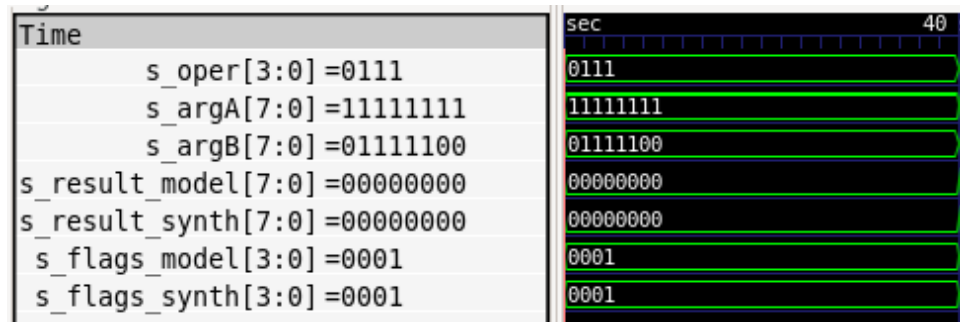 Time
sec 40
s_oper[3:0]=0111
0111
s_argA[7:0]=11111111
11111111
s_argB[7:0]=01111100
01111100
s_result_model[7:0]=00000000
00000000
s_result_synth[7:0]=00000000
00000000
s_flags_model[3:0]=0001
0001
s_flags_synth[3:0]=0001
0001